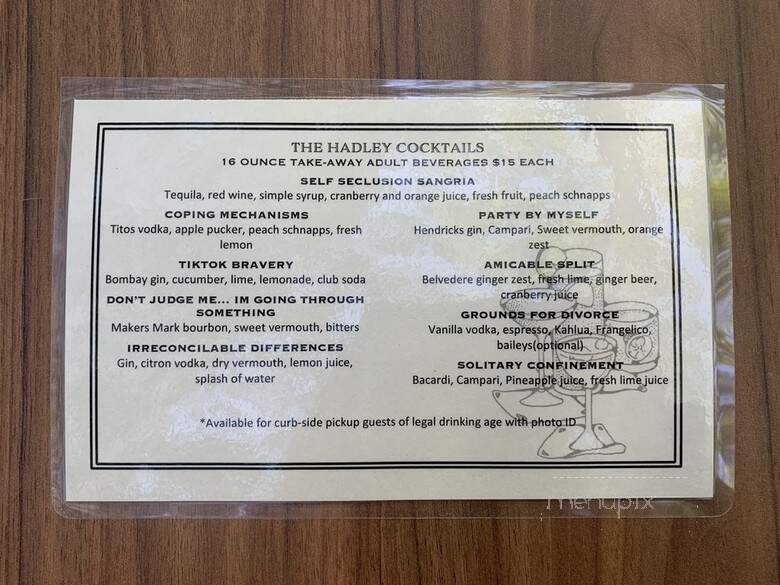 THE HADLEY COCKTAILS
16 OUNCE TAKE-AWAY ADULT BEVERAGES $15 EACH
SELF SECLUSION SANGRIA
Tequila, red wine, simple syrup, cranberry and orange juice, fresh fruit, peach schnapps
COPING MECHANISMS
Titos vodka, apple pucker, peach schnapps, fresh
lemon
TIKTOK BRAVERY
Bombay gin, cucumber, lime, lemonade, club soda
DON'T JUDGE ME... IM GOING THROUGH
SOMETHING
Makers Mark bourbon, sweet vermouth, bitters
IRRECONCILABLE DIFFERENCES
Gin, citron vodka, dry vermouth, lemon juice,
splash of water
PARTY BY MYSELF
Hendricks gin, Campari, Sweet vermouth, orange
zest
AMICABLE SPLIT
Belvedere ginger zest, fresh lime, ginger beer,
cranberry juice
GROUNDS FOR DIVORCE
Vanilla vodka, espresso, Kahlua, Frangelico,
baileys(optional)
SOLITARY CONFINEMENT
Bacardi, Campari, Pineapple juice, fresh lime juice
*Available for curb-side pickup guests of legal drinking age with photo ID
menupix